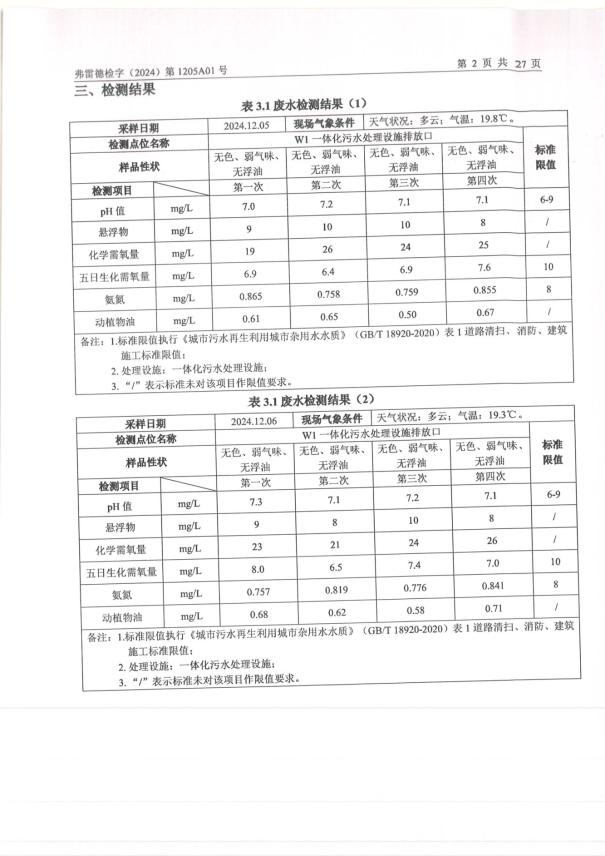 弗雷德检字（2024）第 1205A01 号
第 2 页 共 27 页
三、检测结果
表 3.1 废水检测结果（1）
采样日期 2024.12.05 现场气象条件 天气状况：多云；气温：19.8℃。
检测点位名称 W1 一体化污水处理设施排放口 标准限值
样品性状 无色、弱气味、无浮油 无色、弱气味、无浮油 无色、弱气味、无浮油 无色、弱气味、无浮油
检测项目 第一次 第二次 第三次 第四次
pH 值 mg/L 7.0 7.2 7.1 7.1 6-9
悬浮物 mg/L 9 10 10 8 /
化学需氧量 mg/L 19 26 24 25 /
五日生化需氧量 mg/L 6.9 6.4 6.9 7.6 10
氨氮 mg/L 0.865 0.758 0.759 0.855 8
动植物油 mg/L 0.61 0.65 0.50 0.67 /
备注：1.标准限值执行《城市污水再生利用城市杂用水水质》（GB/T 18920-2020）表 1 道路清扫、消防、建筑
施工标准限值；
2. 处理设施：一体化污水处理设施；
3. “/”表示标准未对该项目作限值要求。
表 3.1 废水检测结果（2）
采样日期 2024.12.06 现场气象条件 天气状况：多云；气温：19.3℃。
检测点位名称 W1 一体化污水处理设施排放口 标准限值
样品性状 无色、弱气味、无浮油 无色、弱气味、无浮油 无色、弱气味、无浮油 无色、弱气味、无浮油
检测项目 第一次 第二次 第三次 第四次
pH 值 mg/L 7.3 7.1 7.2 7.1 6-9
悬浮物 mg/L 9 8 10 8 /
化学需氧量 mg/L 23 21 24 26 /
五日生化需氧量 mg/L 8.0 6.5 7.4 7.0 10
氨氮 mg/L 0.757 0.819 0.776 0.841 8
动植物油 mg/L 0.68 0.62 0.58 0.71 /
备注：1.标准限值执行《城市污水再生利用城市杂用水水质》（GB/T 18920-2020）表 1 道路清扫、消防、建筑
施工标准限值；
2. 处理设施：一体化污水处理设施；
3. “/”表示标准未对该项目作限值要求。